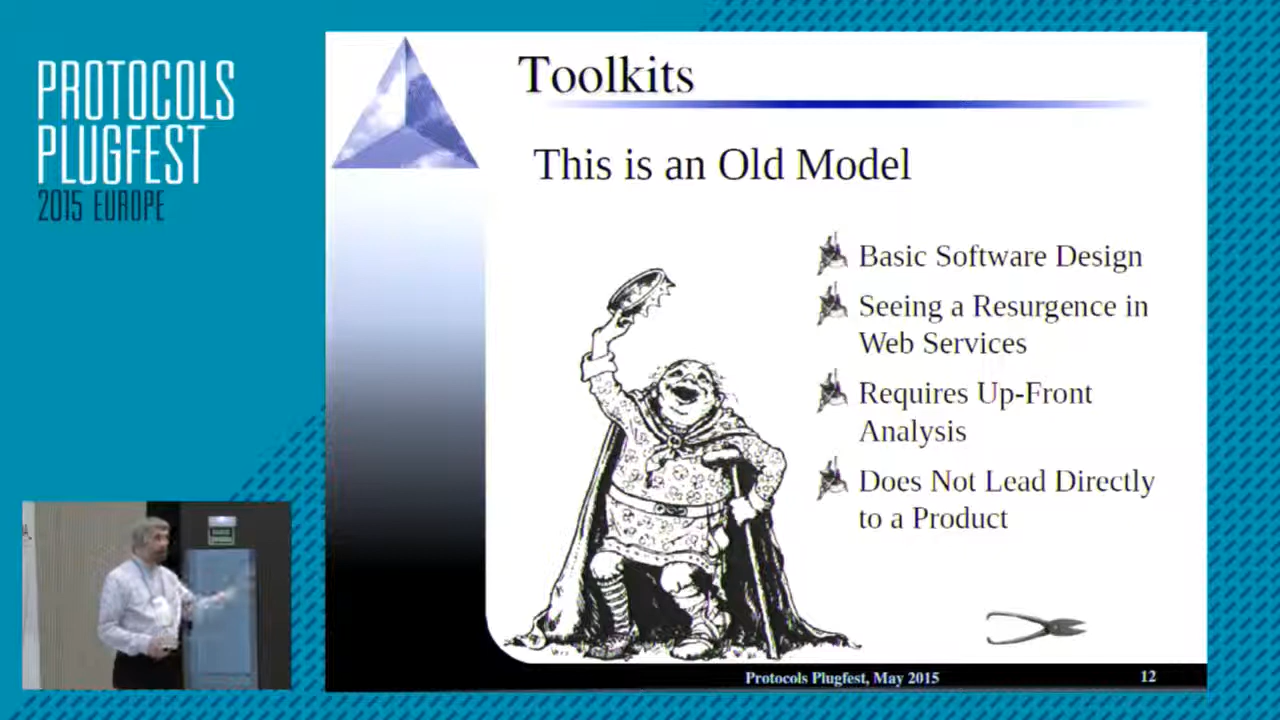 PROTOCOLS
PLUGFEST
2015 EUROPE
Toolkits
This is an Old Model
Basic Software Design
Seeing a Resurgence in
Web Services
Requires Up-Front
Analysis
Does Not Lead Directly
to a Product
Protocols Plugfest, May 2015
12